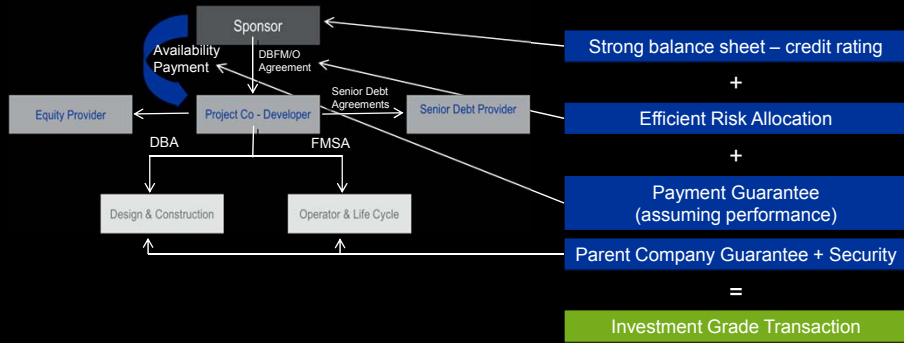 Sponsor
Availability
Payment
DBFM/O
Agreement
Strong balance sheet – credit rating
+
Equity Provider
Project Co - Developer
Senior Debt
Agreements
Senior Debt Provider
Efficient Risk Allocation
+
DBA
FMSA
Design & Construction
Operator & Life Cycle
Payment Guarantee
(assuming performance)
Parent Company Guarantee + Security
=
Investment Grade Transaction